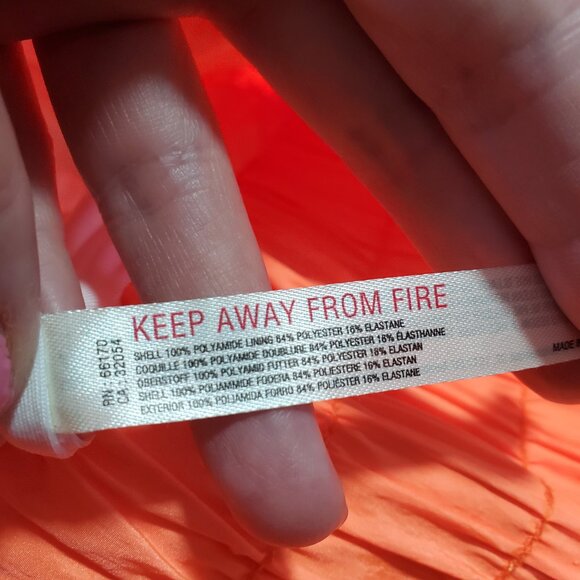 KEEP AWAY FROM FIRE
SHELL 100% POLYAMIDE LINING 84% POLYESTER 16% ELASTANE
COQUILLE 100% POLYAMIDE DOUBLURE 84% POLYESTER 16% ELASTHANNE
OBERSTOFF 100% POLYAMID FUTTER 84% POLYESTER 16% ELASTAN
SHELL 100% POLIAMMIDE FODERA 84% POLIESTERE 16% ELASTAN
EXTERIOR 100% POLIAMIDA FORRU 84% POLIÉSTER 16% ELASTANE
RN. 66170
CA 32054
MADE